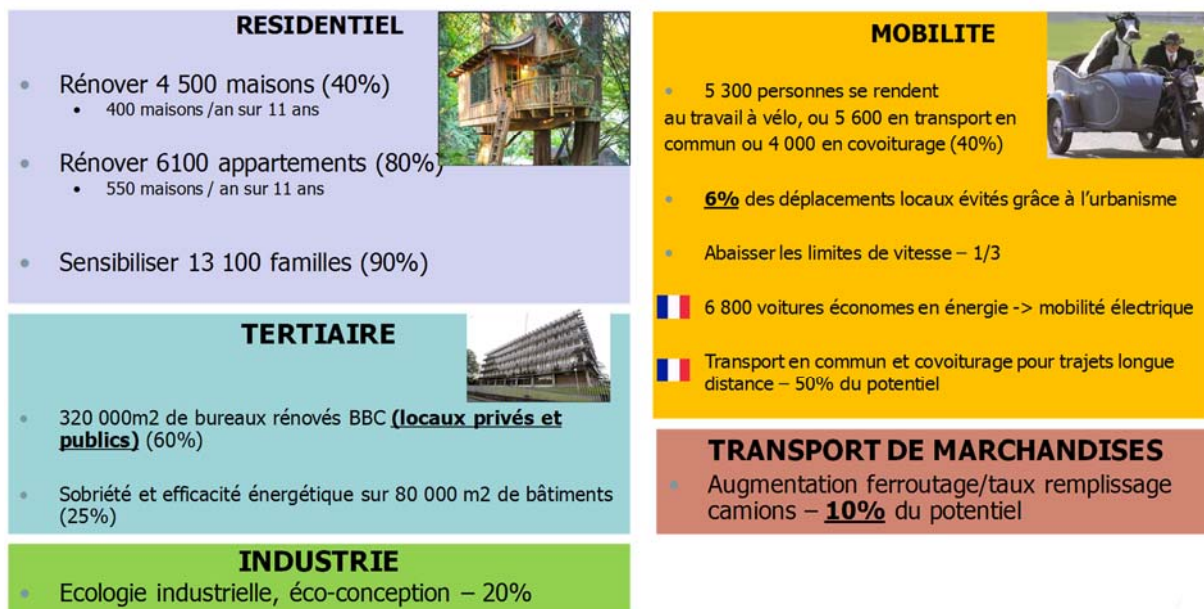 RESIDENTIEL
Rénover 4 500 maisons (40%)
400 maisons /an sur 11 ans
Rénover 6100 appartements (80%)
550 maisons / an sur 11 ans
Sensibiliser 13 100 familles (90%)
TERTIAIRE
320 000m2 de bureaux rénovés BBC (locaux privés et
publics) (60%)
Sobriété et efficacité énergétique sur 80 000 m2 de bâtiments
(25%)
INDUSTRIE
Ecologie industrielle, éco-conception – 20%
MOBILITE
5 300 personnes se rendent
au travail à vélo, ou 5 600 en transport en
commun ou 4 000 en covoiturage (40%)
6% des déplacements locaux évités grâce à l'urbanisme
Abaisser les limites de vitesse – 1/3
6 800 voitures économes en énergie -> mobilité électrique
Transport en commun et covoiturage pour trajets longue
distance – 50% du potentiel
TRANSPORT DE MARCHANDISES
Augmentation ferroutage/taux remplissage
camions – 10% du potentiel